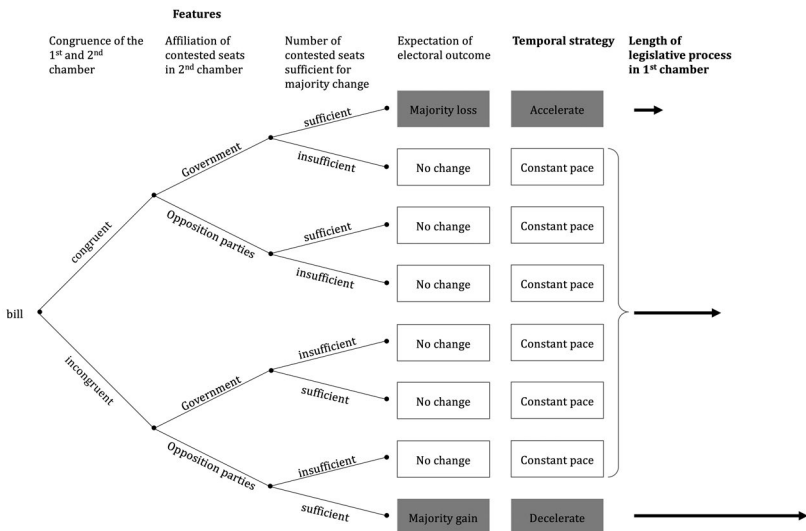 Features
Congruence of the
1st and 2nd
chamber
Affiliation of
contested seats
in 2nd chamber
Number of
contested seats
sufficient for
majority change
Expectation of
electoral outcome
Temporal strategy
Length of
legislative process
in 1st chamber
bill
congruent
incongruent
Government
Opposition parties
Government
Opposition parties
sufficient
Majority loss
Accelerate
insufficient
No change
Constant pace
sufficient
No change
Constant pace
insufficient
No change
Constant pace
insufficient
No change
Constant pace
sufficient
No change
Constant pace
insufficient
No change
Constant pace
sufficient
Majority gain
Decelerate